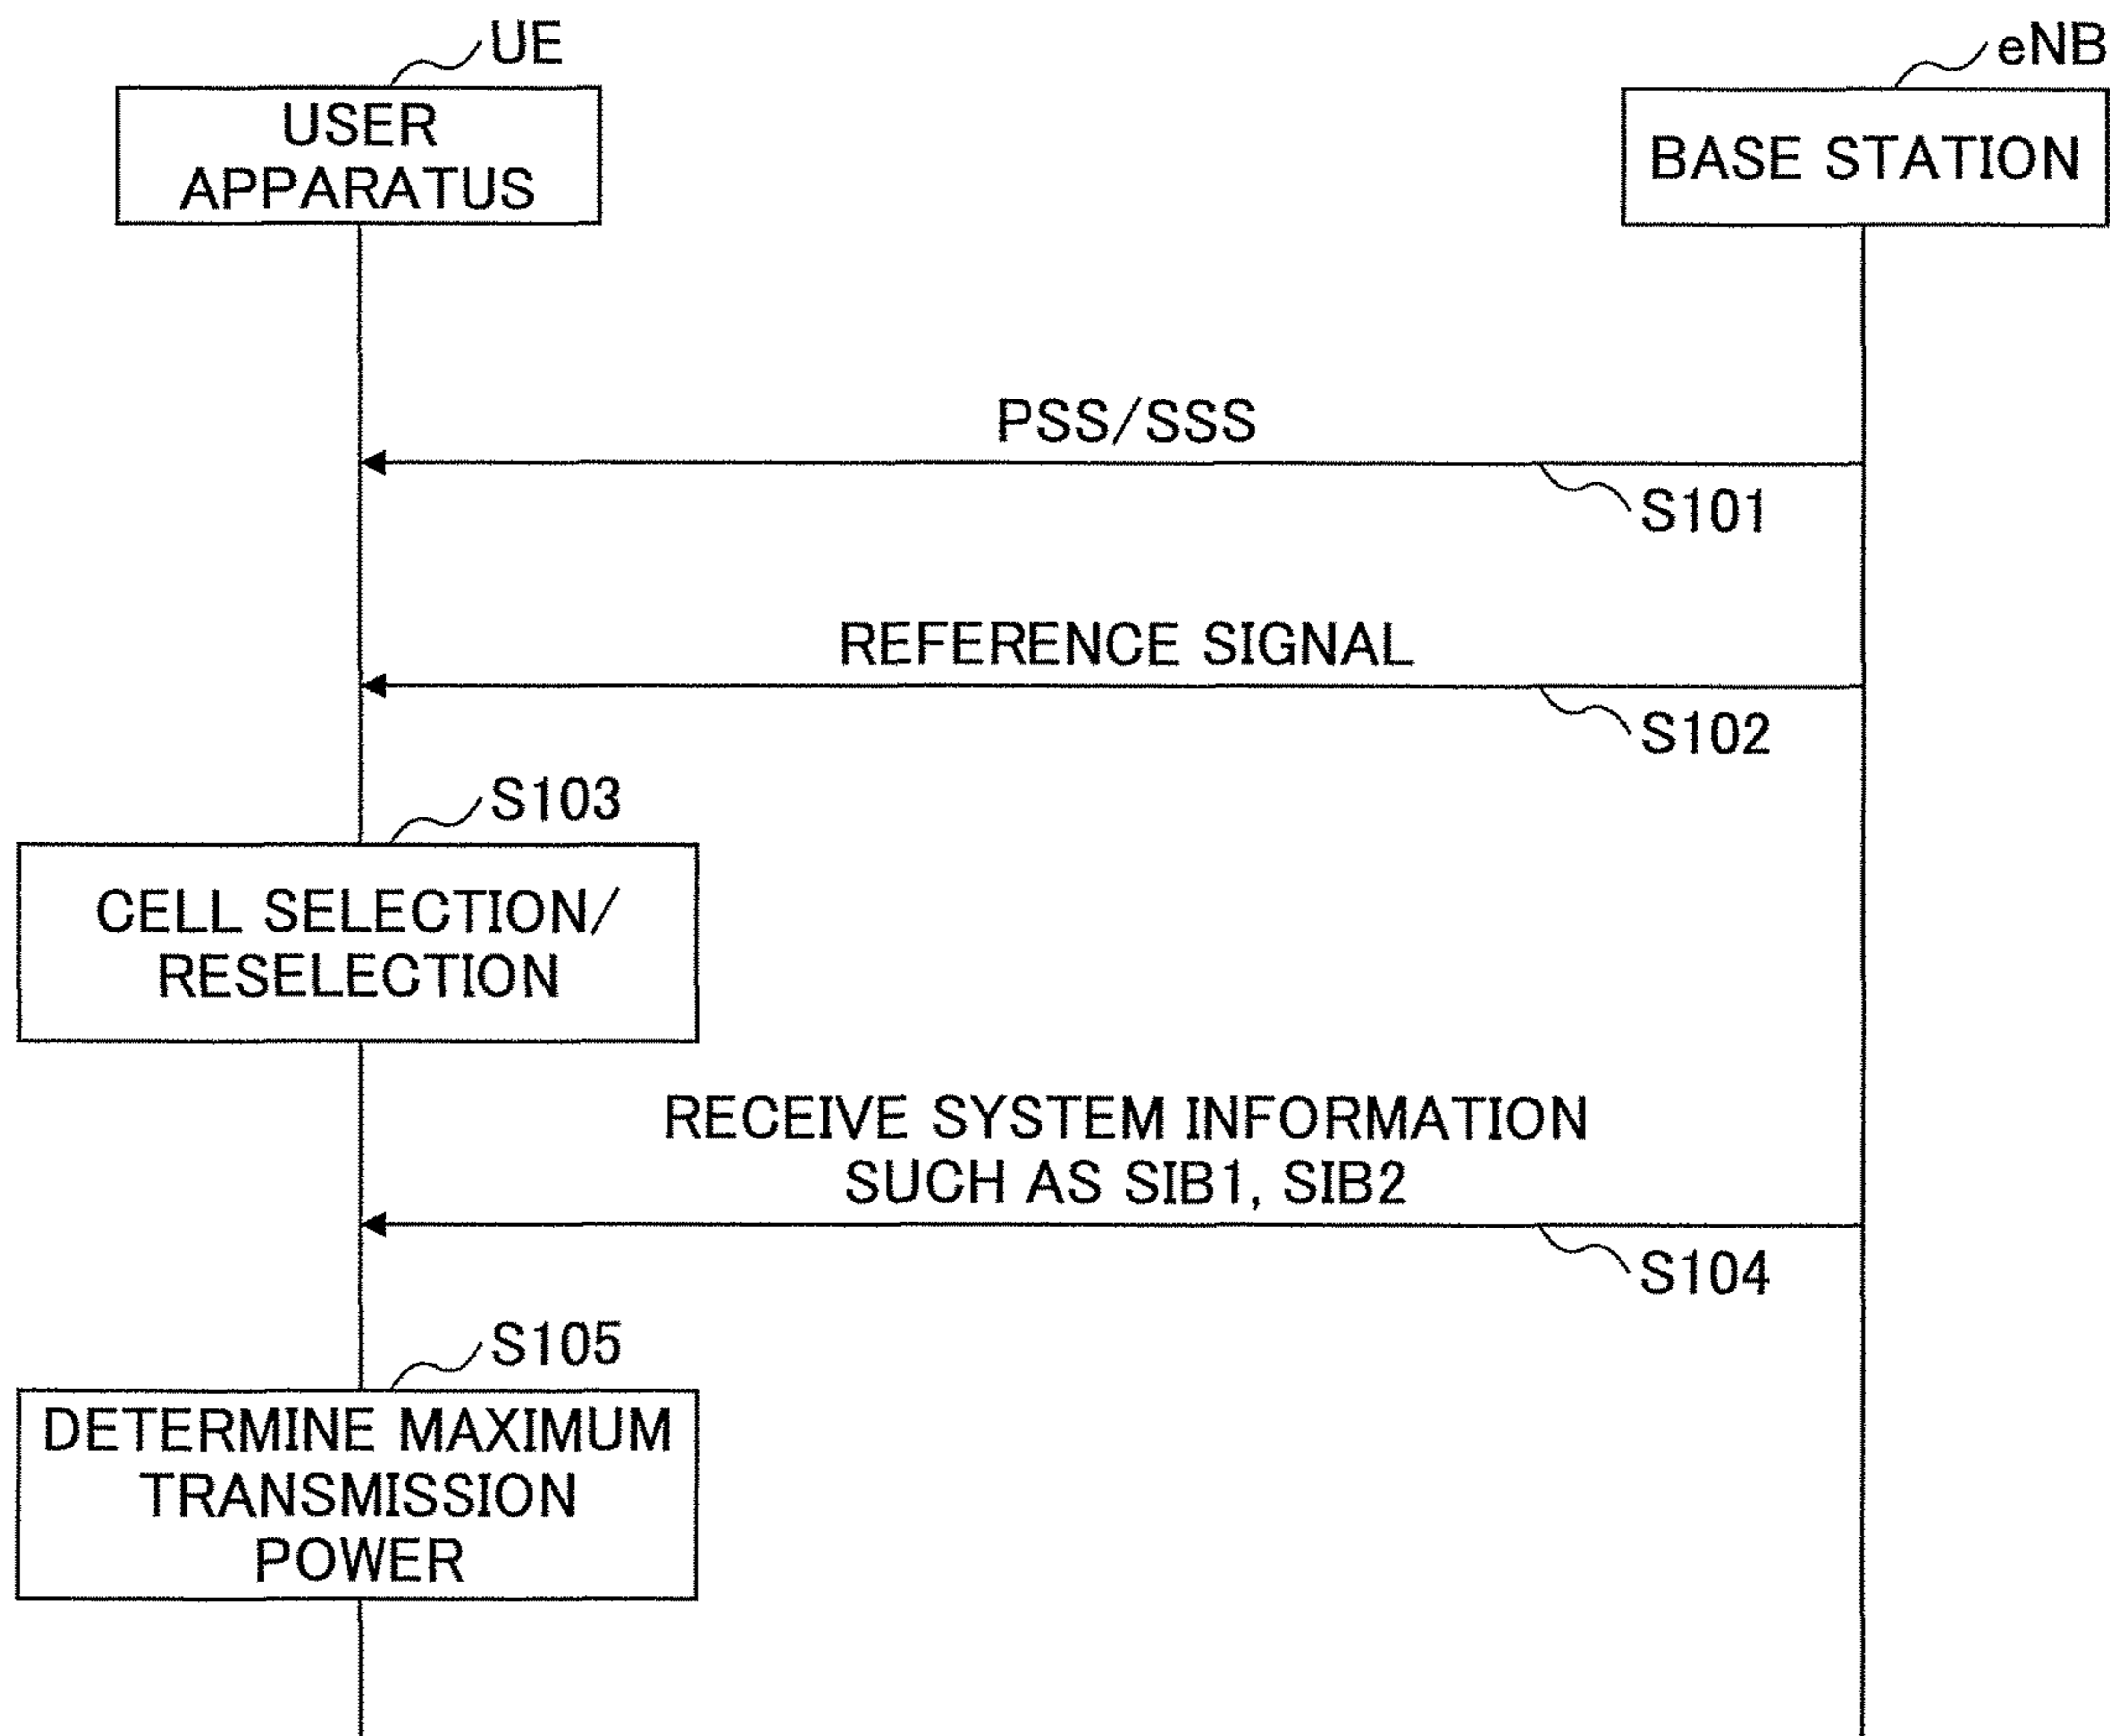 UE
eNB
USER
APPARATUS
BASE STATION
PSS/SSS
S101
REFERENCE SIGNAL
S102
S103
CELL SELECTION/
RESELECTION
RECEIVE SYSTEM INFORMATION
SUCH AS SIB1, SIB2
S104
S105
DETERMINE MAXIMUM
TRANSMISSION
POWER